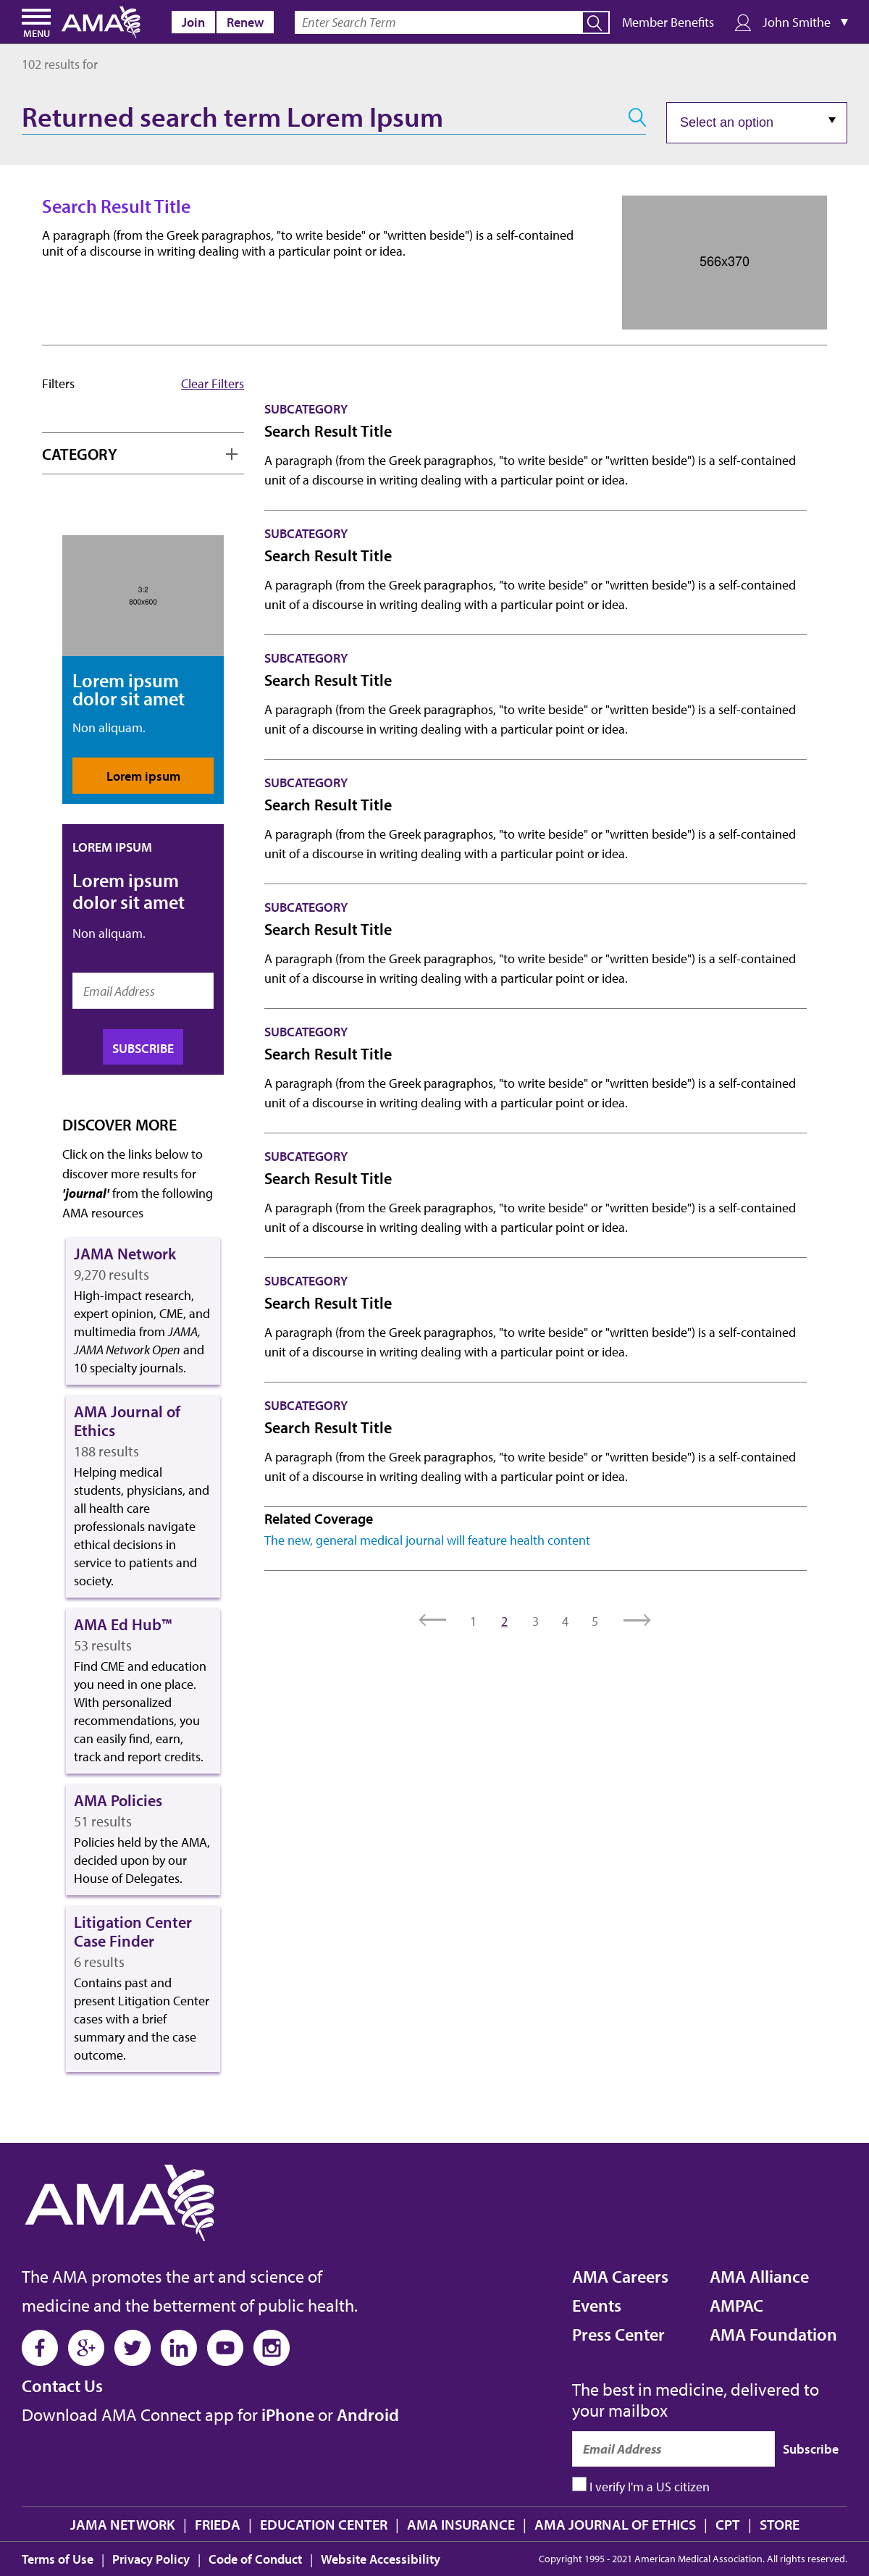 MENU
AMA
Join
Renew
Enter Search Term
Member Benefits
John Smithe
102 results for
Returned search term Lorem Ipsum
Select an option
Search Result Title
A paragraph (from the Greek paragraphos, "to write beside" or "written beside") is a self-contained
unit of a discourse in writing dealing with a particular point or idea.
566x370
Filters
Clear Filters
CATEGORY
3:2
800x600
Lorem ipsum
dolor sit amet
Non aliquam.
Lorem ipsum
LOREM IPSUM
Lorem ipsum
dolor sit amet
Non aliquam.
Email Address
SUBSCRIBE
DISCOVER MORE
Click on the links below to
discover more results for
'journal' from the following
AMA resources
JAMA Network
9,270 results
High-impact research,
expert opinion, CME, and
multimedia from JAMA,
JAMA Network Open and
10 specialty journals.
AMA Journal of
Ethics
188 results
Helping medical
students, physicians, and
all health care
professionals navigate
ethical decisions in
service to patients and
society.
AMA Ed Hub™
53 results
Find CME and education
you need in one place.
With personalized
recommendations, you
can easily find, earn,
track and report credits.
AMA Policies
51 results
Policies held by the AMA,
decided upon by our
House of Delegates.
Litigation Center
Case Finder
6 results
Contains past and
present Litigation Center
cases with a brief
summary and the case
outcome.
SUBCATEGORY
Search Result Title
A paragraph (from the Greek paragraphos, "to write beside" or "written beside") is a self-contained
unit of a discourse in writing dealing with a particular point or idea.
SUBCATEGORY
Search Result Title
A paragraph (from the Greek paragraphos, "to write beside" or "written beside") is a self-contained
unit of a discourse in writing dealing with a particular point or idea.
SUBCATEGORY
Search Result Title
A paragraph (from the Greek paragraphos, "to write beside" or "written beside") is a self-contained
unit of a discourse in writing dealing with a particular point or idea.
SUBCATEGORY
Search Result Title
A paragraph (from the Greek paragraphos, "to write beside" or "written beside") is a self-contained
unit of a discourse in writing dealing with a particular point or idea.
SUBCATEGORY
Search Result Title
A paragraph (from the Greek paragraphos, "to write beside" or "written beside") is a self-contained
unit of a discourse in writing dealing with a particular point or idea.
SUBCATEGORY
Search Result Title
A paragraph (from the Greek paragraphos, "to write beside" or "written beside") is a self-contained
unit of a discourse in writing dealing with a particular point or idea.
SUBCATEGORY
Search Result Title
A paragraph (from the Greek paragraphos, "to write beside" or "written beside") is a self-contained
unit of a discourse in writing dealing with a particular point or idea.
SUBCATEGORY
Search Result Title
A paragraph (from the Greek paragraphos, "to write beside" or "written beside") is a self-contained
unit of a discourse in writing dealing with a particular point or idea.
SUBCATEGORY
Search Result Title
A paragraph (from the Greek paragraphos, "to write beside" or "written beside") is a self-contained
unit of a discourse in writing dealing with a particular point or idea.
Related Coverage
The new, general medical journal will feature health content
1 2 3 4 5
AMA
The AMA promotes the art and science of
medicine and the betterment of public health.
Contact Us
Download AMA Connect app for iPhone or Android
AMA Careers
Events
Press Center
AMA Alliance
AMPAC
AMA Foundation
The best in medicine, delivered to
your mailbox
Email Address
Subscribe
I verify I'm a US citizen
JAMA NETWORK | FRIEDA | EDUCATION CENTER | AMA INSURANCE | AMA JOURNAL OF ETHICS | CPT | STORE
Terms of Use | Privacy Policy | Code of Conduct | Website Accessibility
Copyright 1995 - 2021 American Medical Association. All rights reserved.